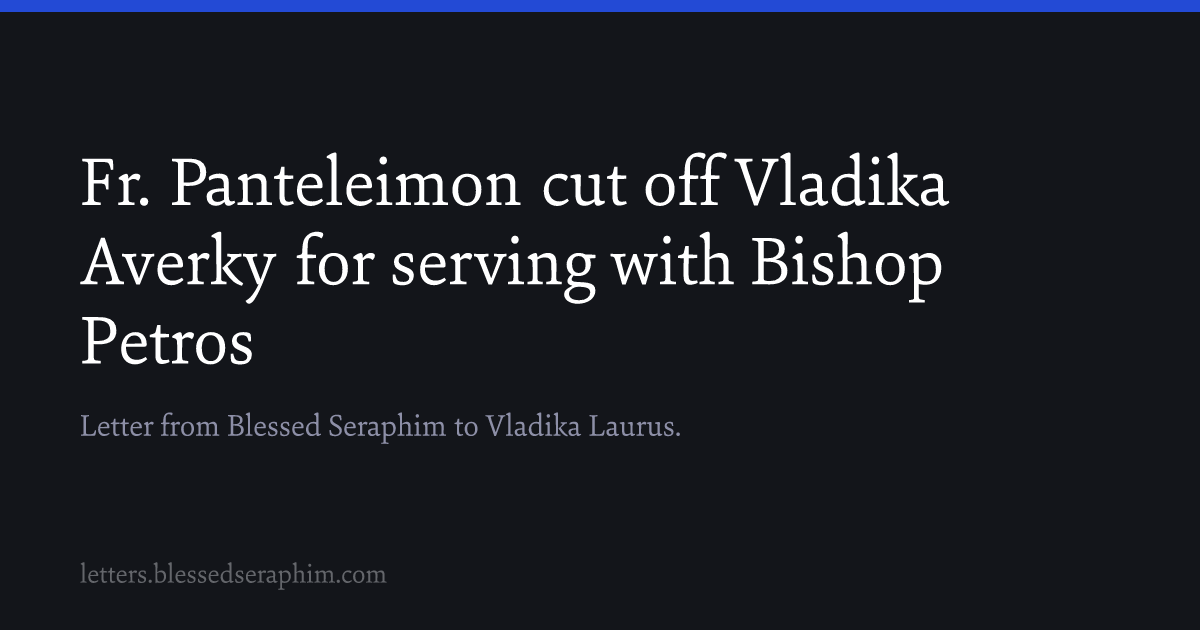 Fr. Panteleimon cut off Vladika
Averky for serving with Bishop
Petros
Letter from Blessed Seraphim to Vladika Laurus.
letters.blessedseraphim.com